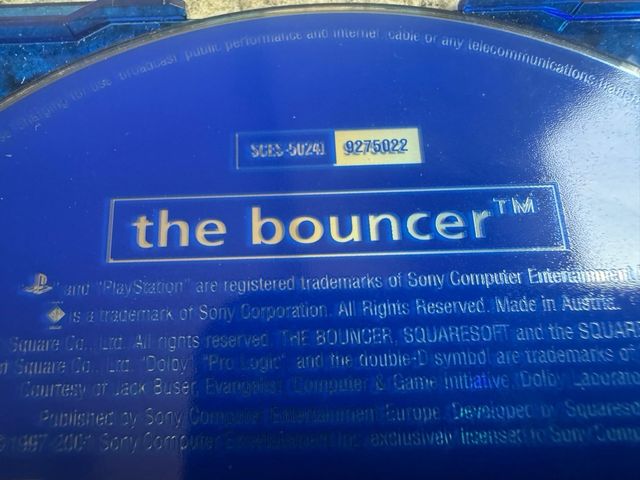 charging for use, broadcast, public performance and internet, cable or any telecommunications
SCES-50241 9275022
the bouncer™
" and "PlayStation" are registered trademarks of Sony Computer Entertainment
is a trademark of Sony Corporation. All Rights Reserved. Made in Austria.
Square Co., Ltd. All rights reserved. THE BOUNCER, SQUARESOFT and the SQUAR
Square Co., Ltd. "Dolby", "Pro Logic" and the double-D symbol are trademarks of
Courtesy of Jack Buser, Evangelist (Computer & Game Initiative, Dolby Labora
Published by Sony Computer Entertainment Europe. Developed by Squares
1997-2001 Sony Computer Entertainment Inc. exclusively licensed to Sony Com